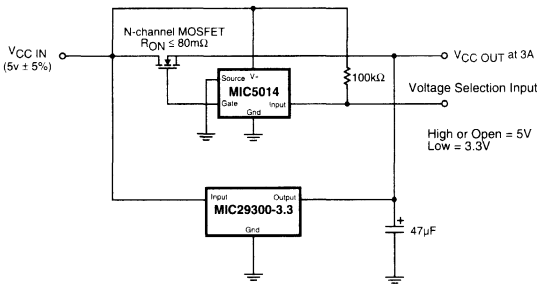 N-channel MOSFET
RON ≤ 80mΩ
VCC IN
(5v ± 5%)
VCC OUT at 3A
Source
V+
MIC5014
Gate
Input
Gnd
100kΩ
Voltage Selection Input
High or Open = 5V
Low = 3.3V
Input
Output
MIC29300-3.3
Gnd
+
47μF